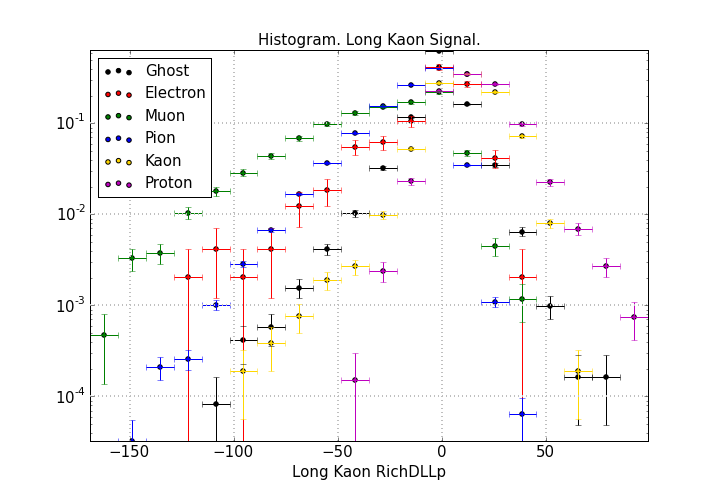 Histogram. Long Kaon Signal.
Ghost
Electron
Muon
Pion
Kaon
Proton
10^-1
10^-2
10^-3
10^-4
−150 −100 −50 0 50
Long Kaon RichDLLp